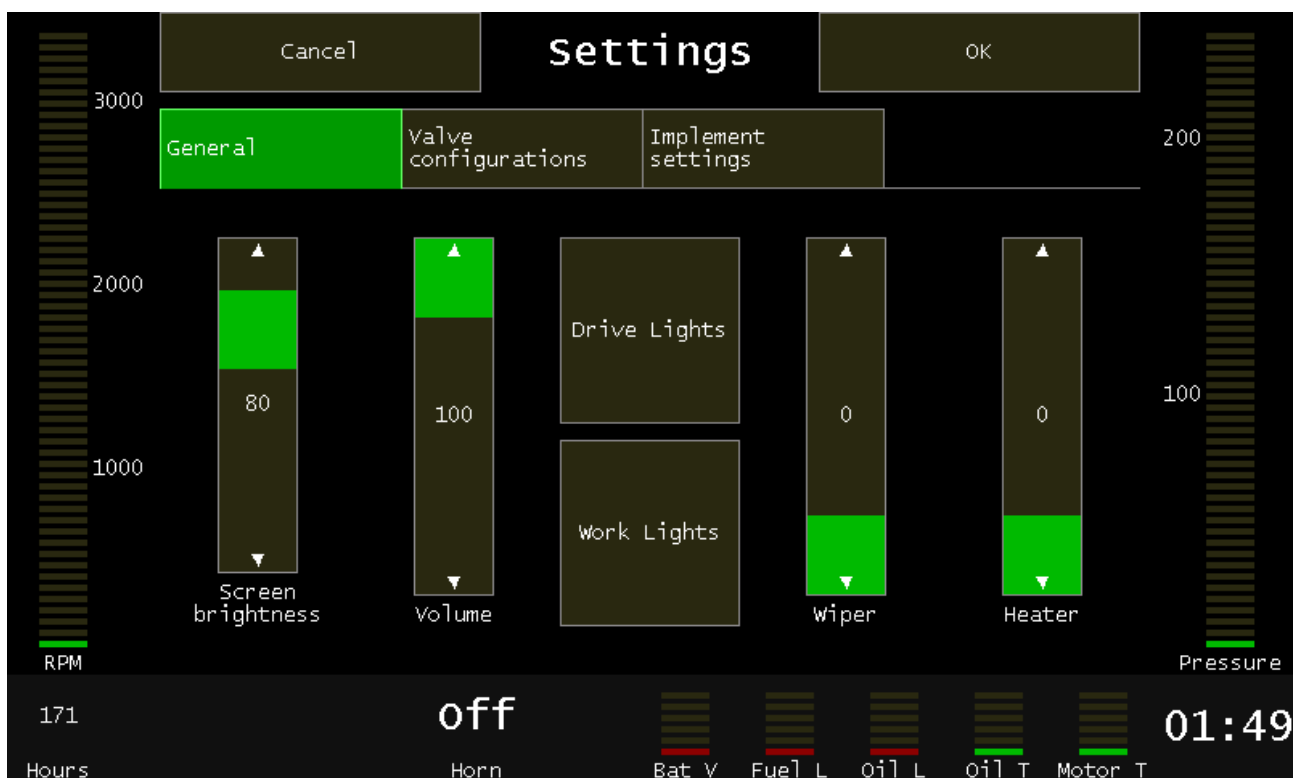 Cancel
Settings
OK
3000
General
Valve
configurations
Implement
settings
200
2000
1000
80
100
Drive Lights
Work Lights
0
0
100
Screen
brightness
Volume
Wiper
Heater
RPM
Pressure
171
Off
01:49
Hours
Horn
Bat V
Fuel L
Oil L
Oil T
Motor T